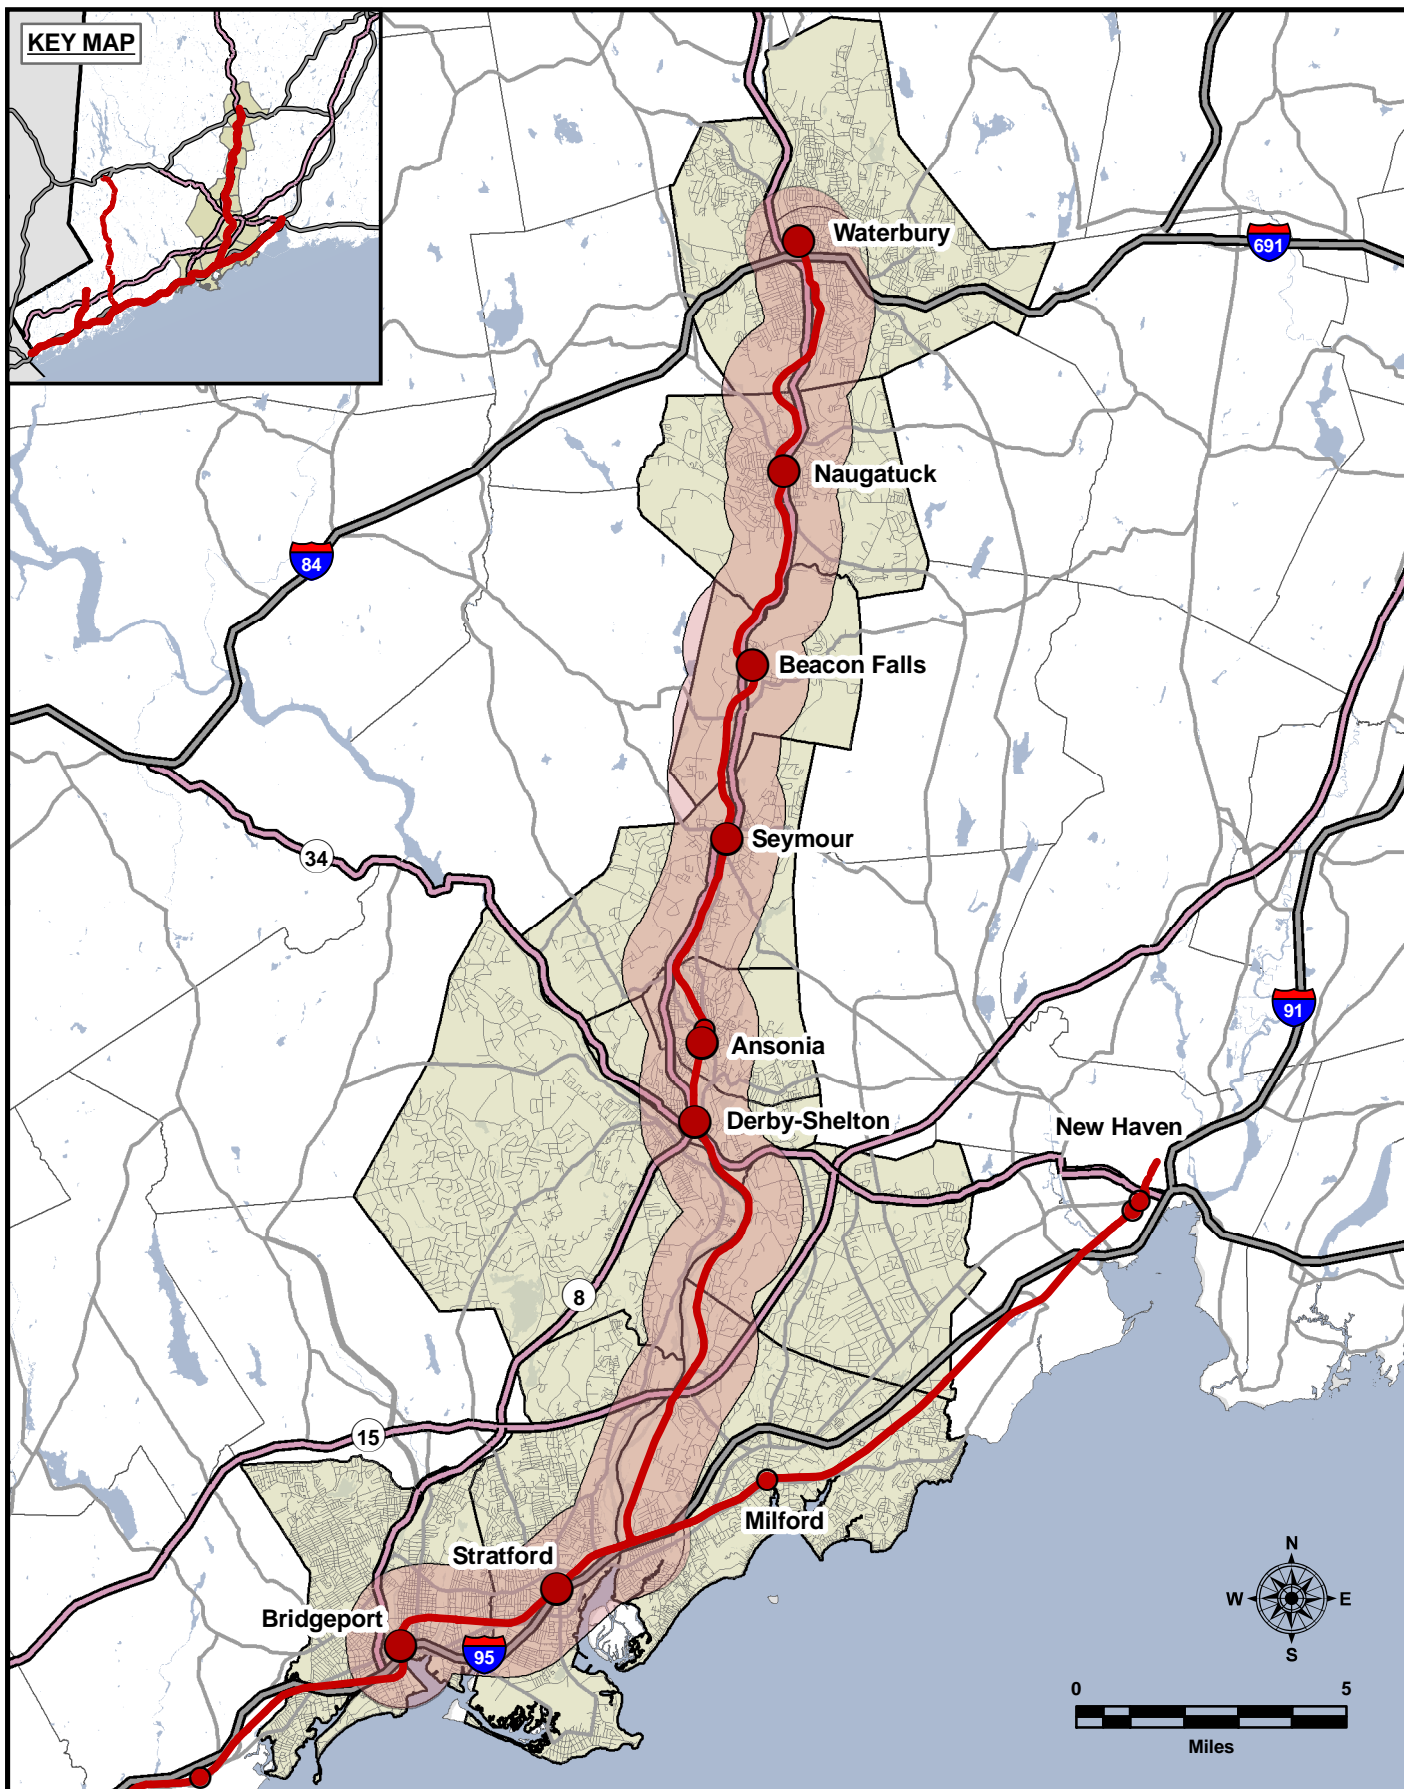 KEY MAP
Waterbury
691
Naugatuck
84
Beacon Falls
Seymour
34
91
Ansonia
Derby-Shelton
New Haven
8
15
Milford
Stratford
Bridgeport
95
N
W E
S
0 5
Miles